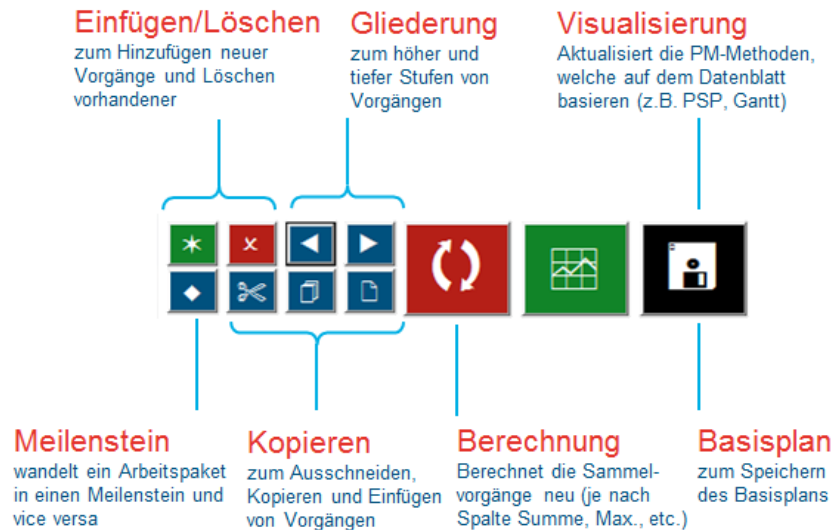 Einfügen/Löschen
zum Hinzufügen neuer
Vorgänge und Löschen
vorhandener
Gliederung
zum höher und
tiefer Stufen von
Vorgängen
Visualisierung
Aktualisiert die PM-Methoden,
welche auf dem Datenblatt
basieren (z.B. PSP, Gantt)
Meilenstein
wandelt ein Arbeitspaket
in einen Meilenstein und
vice versa
Kopieren
zum Ausschneiden,
Kopieren und Einfügen
von Vorgängen
Berechnung
Berechnet die Sammel-
vorgänge neu (je nach
Spalte Summe, Max., etc.)
Basisplan
zum Speichern
des Basisplans